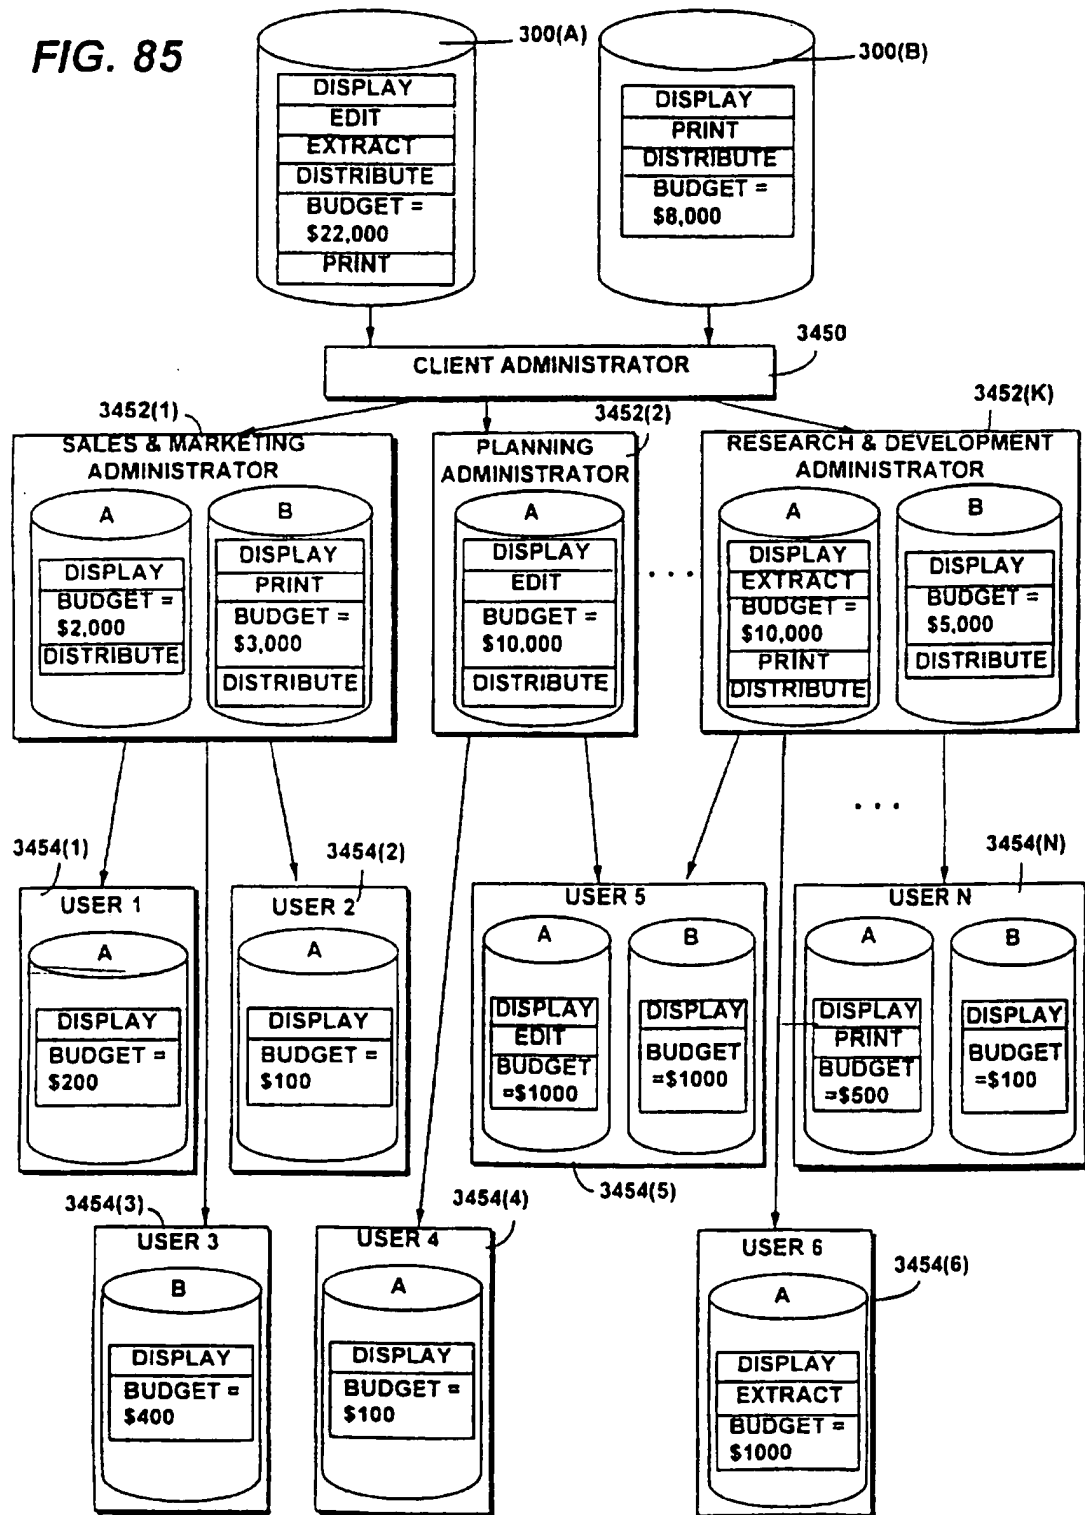 FIG. 85
300(A)
DISPLAY
EDIT
EXTRACT
DISTRIBUTE
BUDGET =
$22,000
PRINT
300(B)
DISPLAY
PRINT
DISTRIBUTE
BUDGET =
$8,000
CLIENT ADMINISTRATOR
3450
3452(1)
SALES & MARKETING
ADMINISTRATOR
A
DISPLAY
BUDGET =
$2,000
DISTRIBUTE
B
DISPLAY
PRINT
BUDGET =
$3,000
DISTRIBUTE
3452(2)
PLANNING
ADMINISTRATOR
A
DISPLAY
EDIT
BUDGET =
$10,000
DISTRIBUTE
. . .
3452(K)
RESEARCH & DEVELOPMENT
ADMINISTRATOR
A
DISPLAY
EXTRACT
BUDGET =
$10,000
PRINT
DISTRIBUTE
B
DISPLAY
BUDGET =
$5,000
DISTRIBUTE
. . .
3454(1)
USER 1
A
DISPLAY
BUDGET =
$200
3454(2)
USER 2
A
DISPLAY
BUDGET =
$100
USER 5
A
DISPLAY
EDIT
BUDGET
=$1000
B
DISPLAY
BUDGET
=$1000
3454(5)
3454(N)
USER N
A
DISPLAY
PRINT
BUDGET
=$500
B
DISPLAY
BUDGET
=$100
3454(3)
USER 3
B
DISPLAY
BUDGET =
$400
3454(4)
USER 4
A
DISPLAY
BUDGET =
$100
3454(6)
USER 6
A
DISPLAY
EXTRACT
BUDGET =
$1000